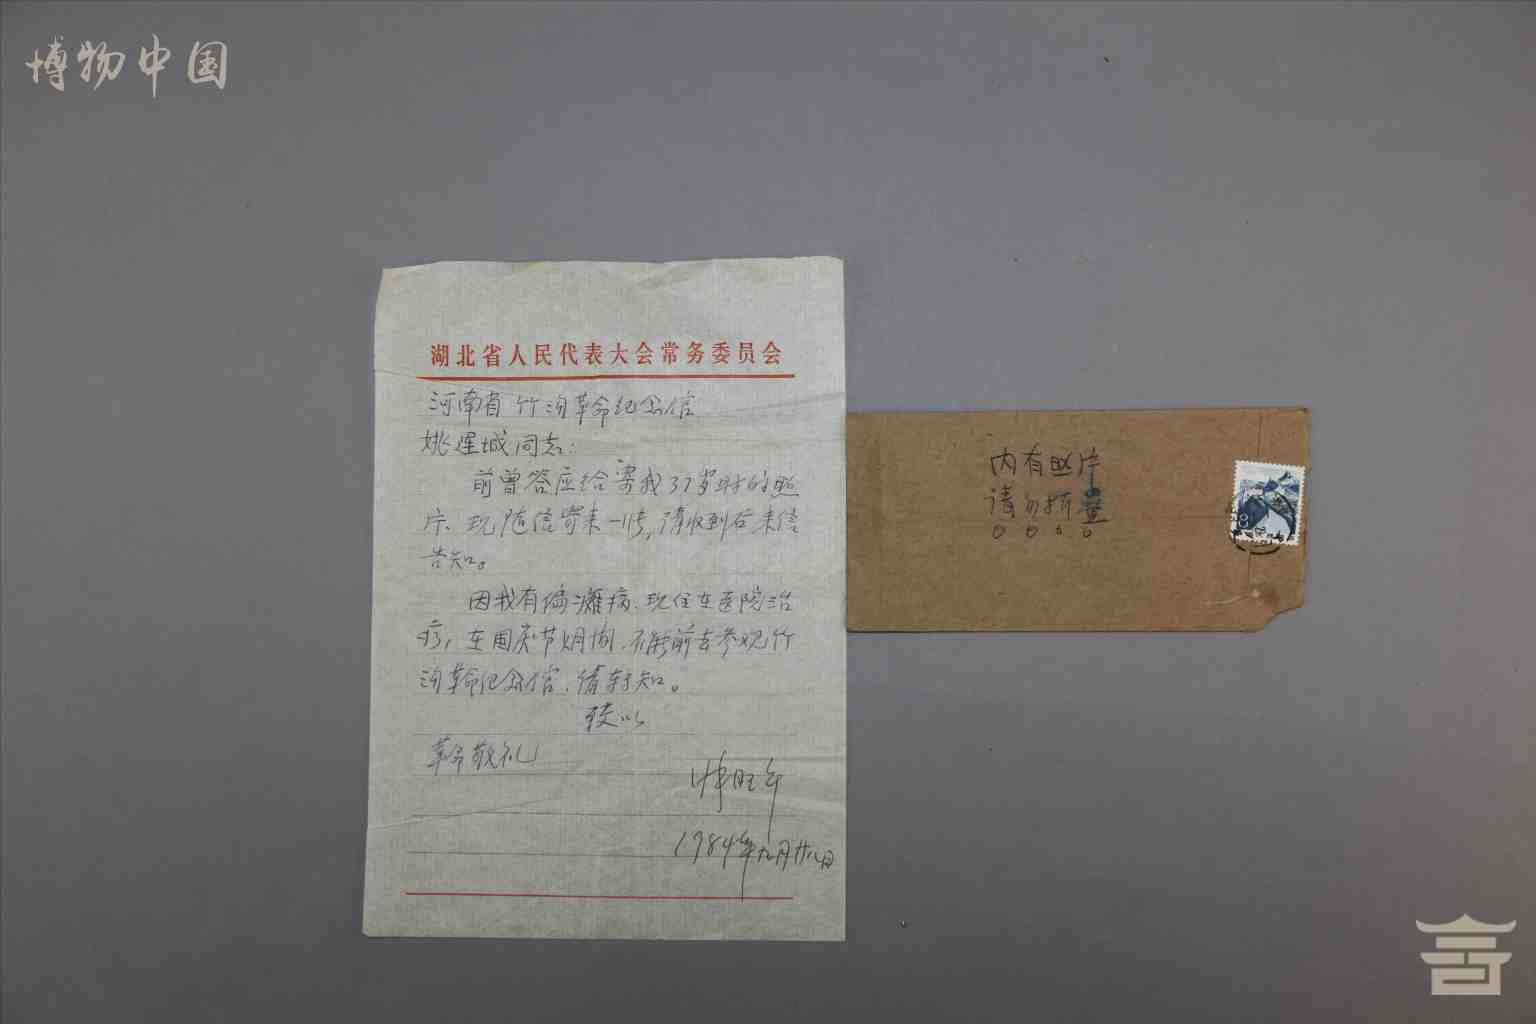 博物中国
湖北省人民代表大会常务委员会
河南省竹沟革命纪念馆
姚运城同志:
前曾答应给寄我37岁时的照
片、现随信寄来一张,请收到后来信
告知。
因我有偏瘫病、现住在医院治
疗,在国庆节期间、不能前去参观竹
沟革命纪念馆、请转知。
致以
革命敬礼
1984年九月廿八日
内有照片
请勿折叠